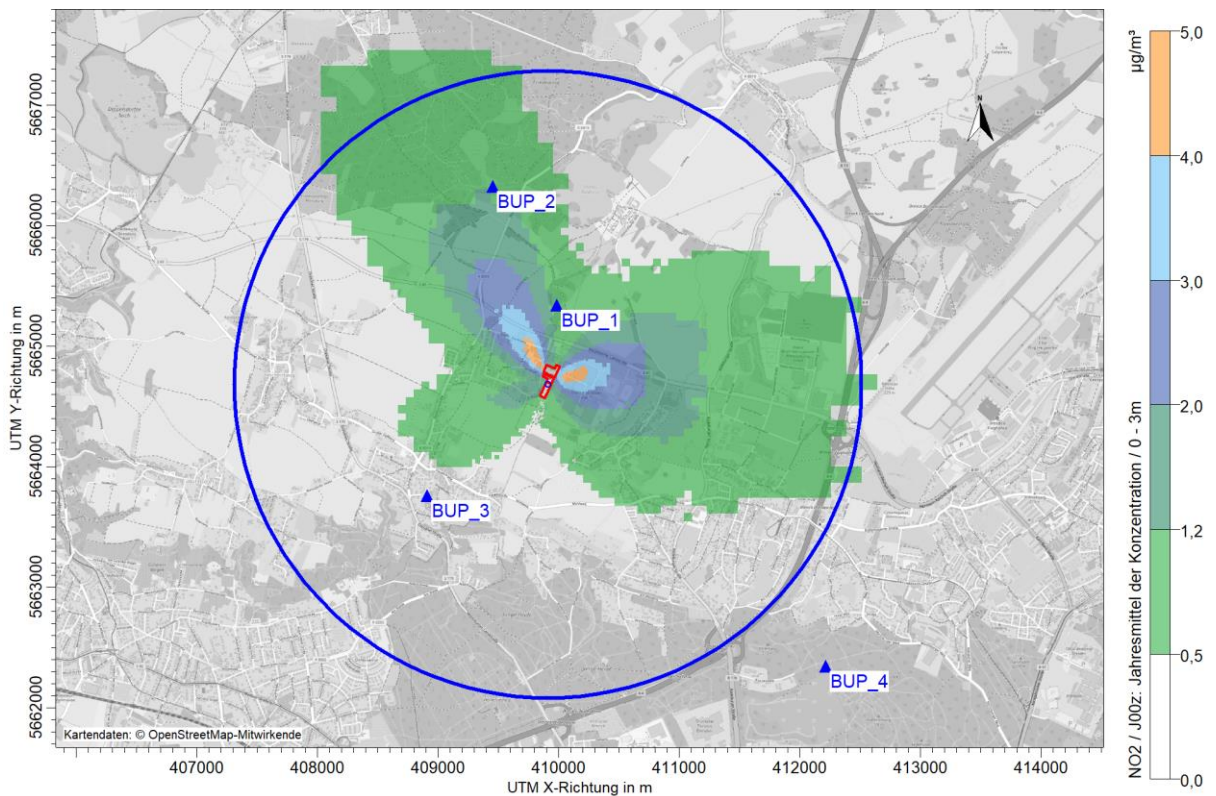 N
BUP_2
BUP_1
BUP_3
BUP_4
Kartendaten: © OpenStreetMap-Mitwirkende
5667000
5666000
5665000
5664000
5663000
5662000
UTM Y-Richtung in m
407000 408000 409000 410000 411000 412000 413000 414000
UTM X-Richtung in m
µg/m³
5,0
4,0
3,0
2,0
1,2
0,5
0,0
NO2 / J00z: Jahresmittel der Konzentration / 0 - 3m